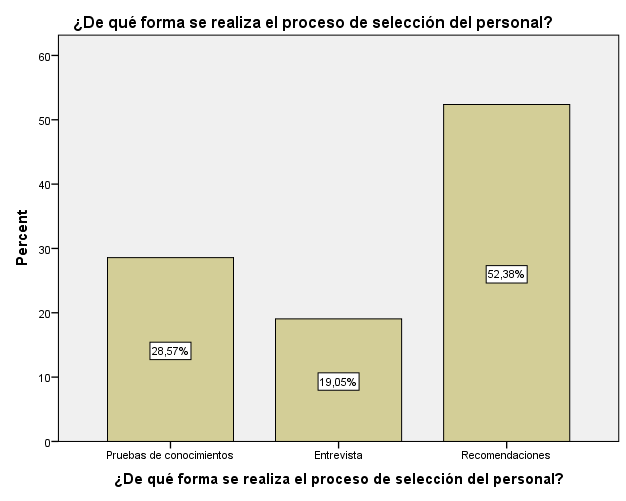 ¿De qué forma se realiza el proceso de selección del personal?
60
50
40
30
20
10
0
Percent
28,57%
19,05%
52,38%
Pruebas de conocimientos
Entrevista
Recomendaciones
¿De qué forma se realiza el proceso de selección del personal?